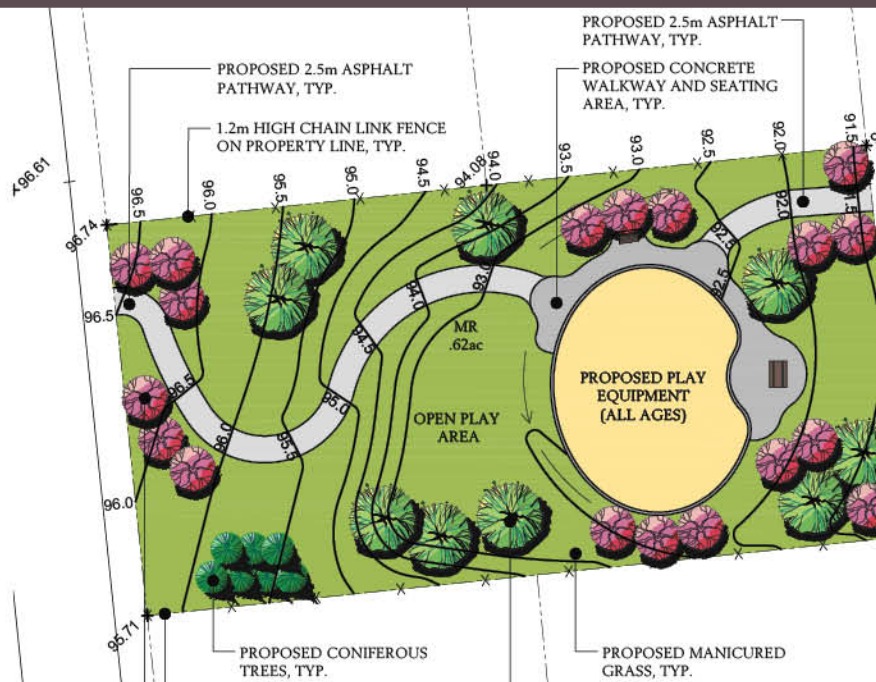 PROPOSED 2.5m ASPHALT
PATHWAY, TYP.
PROPOSED 2.5m ASPHALT
PATHWAY, TYP.
PROPOSED CONCRETE
WALKWAY AND SEATING
AREA, TYP.
1.2m HIGH CHAIN LINK FENCE
ON PROPERTY LINE, TYP.
96.61
96.74
96.5
96.0
95.5
95.0
94.5
94.08
94.0
93.5
93.0
92.5
92.0
91.5
92.0
91.5
92.5
92.5
96.5
94.0
93.0
94.5
MR
.62ac
96.5
95.0
96.0
95.5
OPEN PLAY
AREA
PROPOSED PLAY
EQUIPMENT
(ALL AGES)
96.0
95.71
PROPOSED CONIFEROUS
TREES, TYP.
PROPOSED MANICURED
GRASS, TYP.